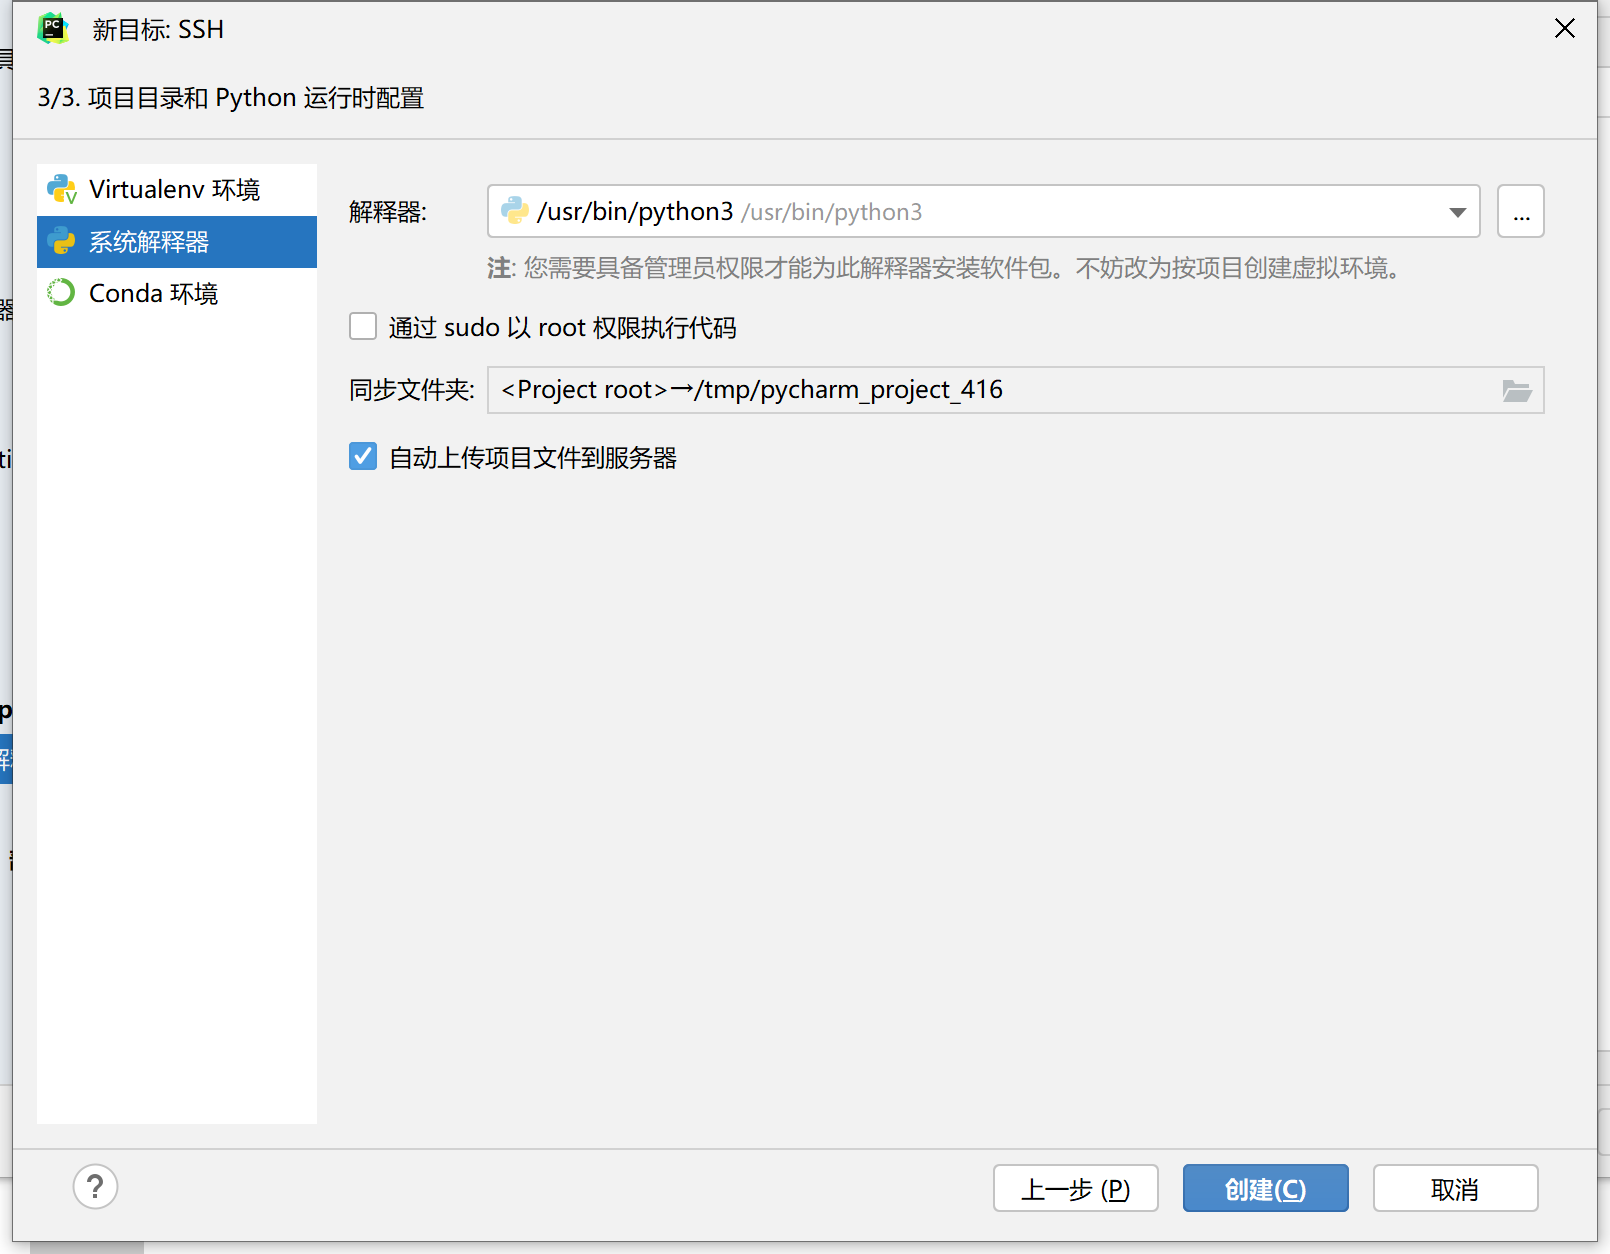 新目标: SSH
3/3. 项目目录和 Python 运行时配置
Virtualenv 环境
系统解释器
Conda 环境
解释器: /usr/bin/python3 /usr/bin/python3 ...
注: 您需要具备管理员权限才能为此解释器安装软件包。不妨改为按项目创建虚拟环境。
通过 sudo 以 root 权限执行代码
同步文件夹: <Project root>→/tmp/pycharm_project_416
自动上传项目文件到服务器
? 上一步 (P) 创建(C) 取消